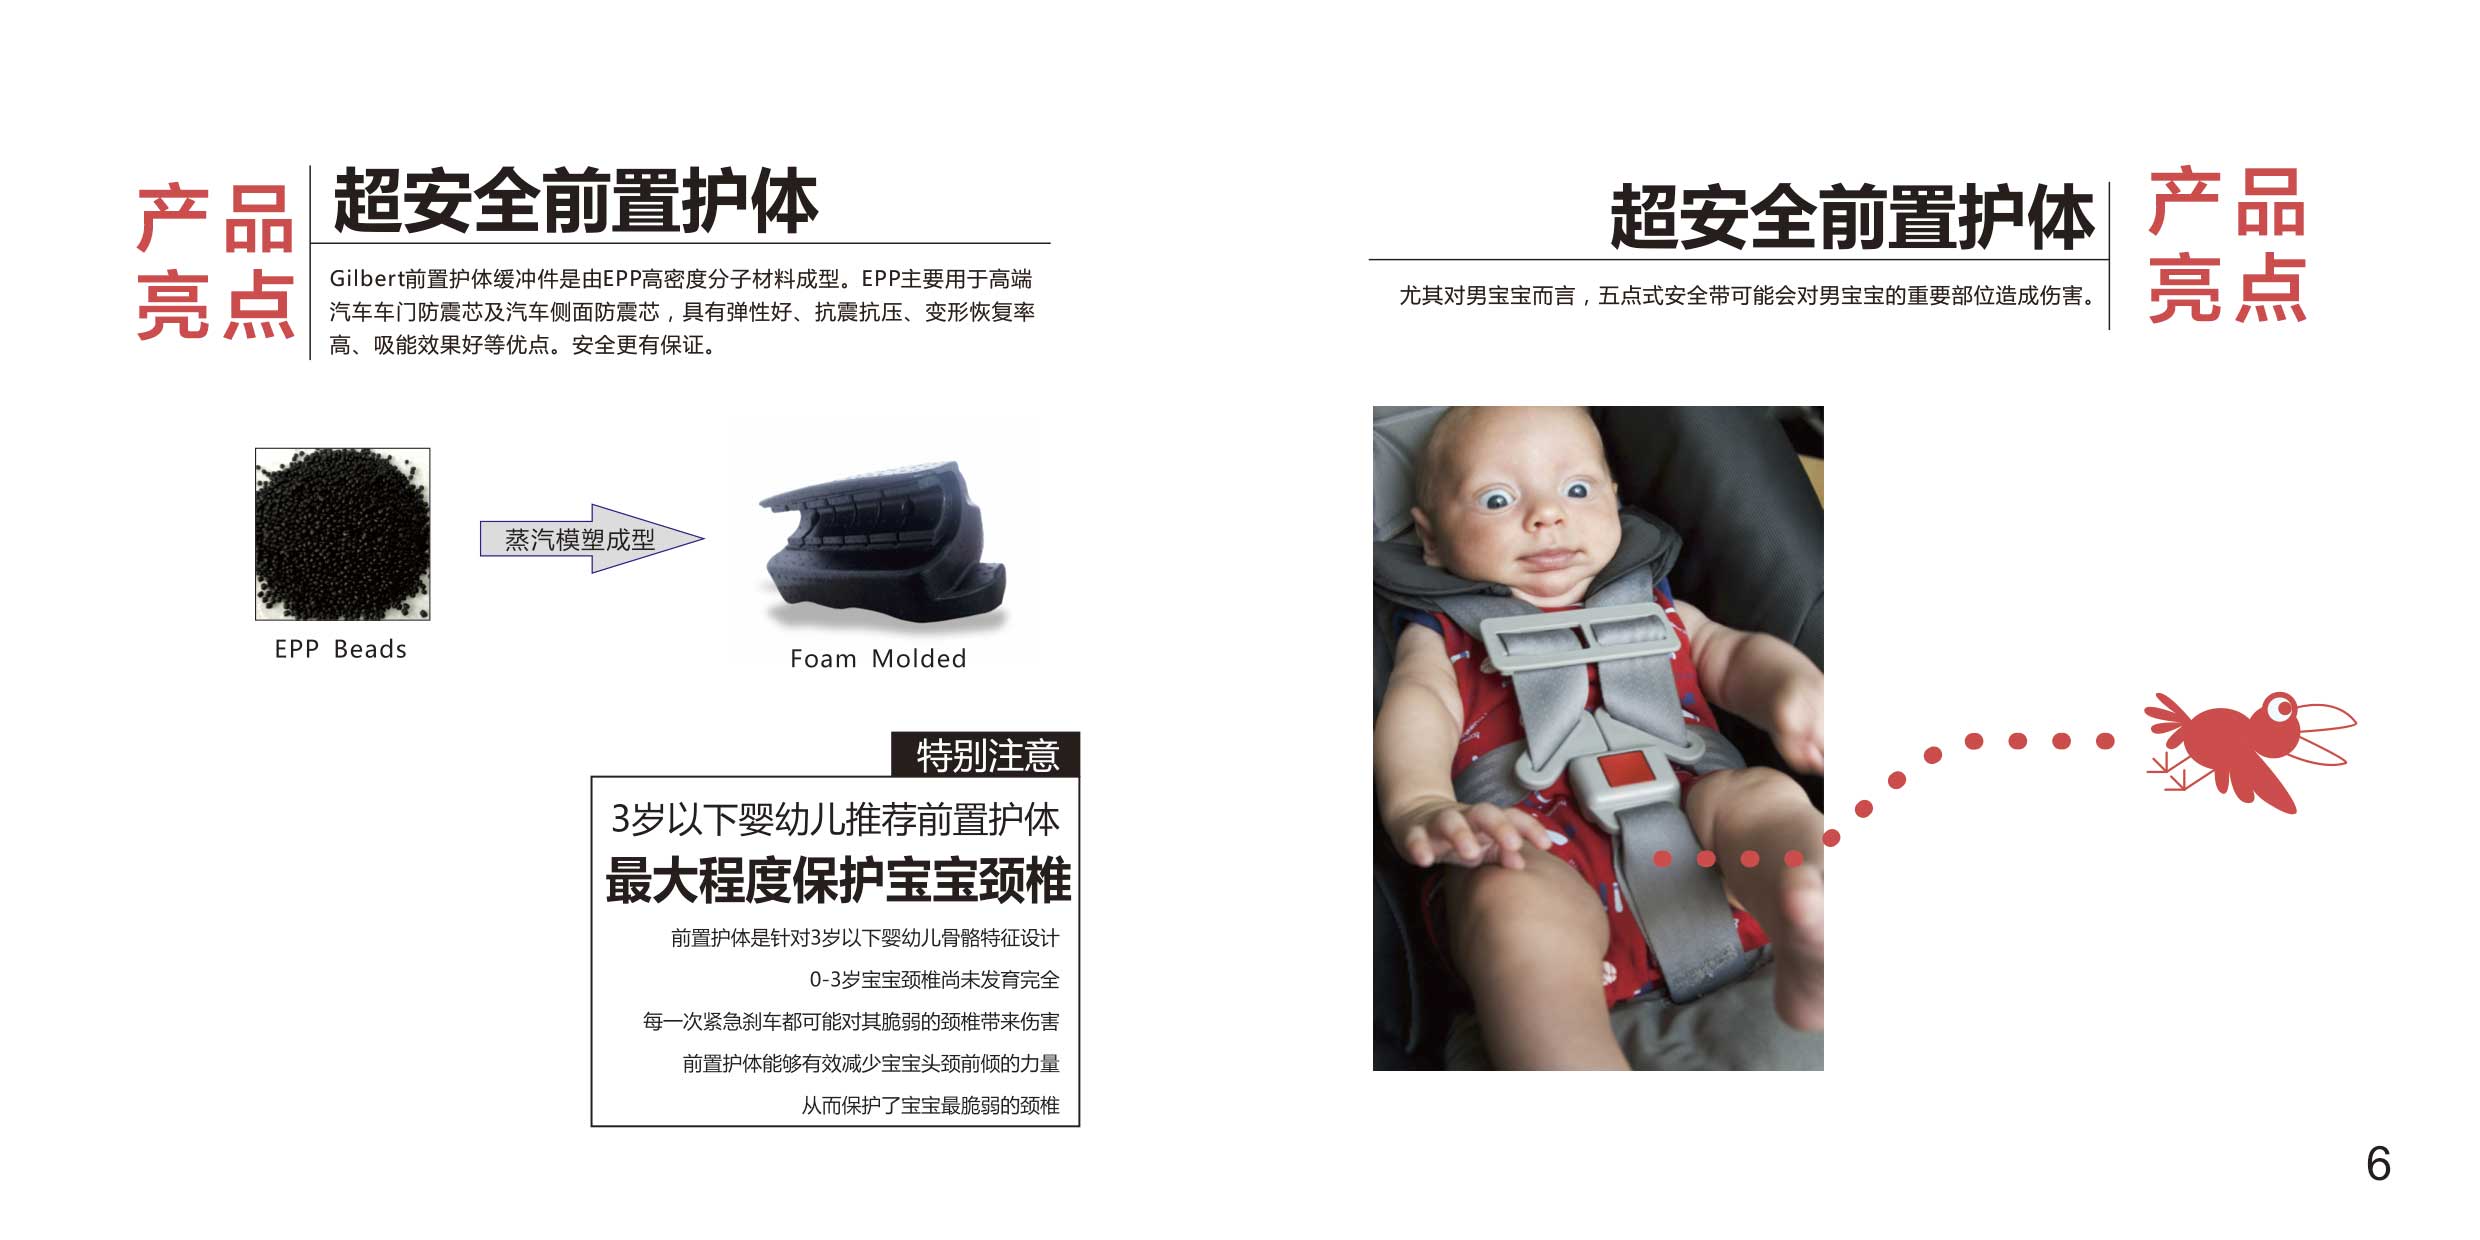 产品
亮点
超安全前置护体
Gilbert前置护体缓冲件是由EPP高密度分子材料成型。EPP主要用于高端
汽车车门防震芯及汽车侧面防震芯，具有弹性好、抗震抗压、变形恢复率
高、吸能效果好等优点。安全更有保证。
蒸汽模塑成型
EPP Beads
Foam Molded
特别注意
3岁以下婴幼儿推荐前置护体
最大程度保护宝宝颈椎
前置护体是针对3岁以下婴幼儿骨骼特征设计
0-3岁宝宝颈椎尚未发育完全
每一次紧急刹车都可能对其脆弱的颈椎带来伤害
前置护体能够有效减少宝宝头颈前倾的力量
从而保护了宝宝最脆弱的颈椎
超安全前置护体
产品
亮点
尤其对男宝宝而言，五点式安全带可能会对男宝宝的重要部位造成伤害。
6